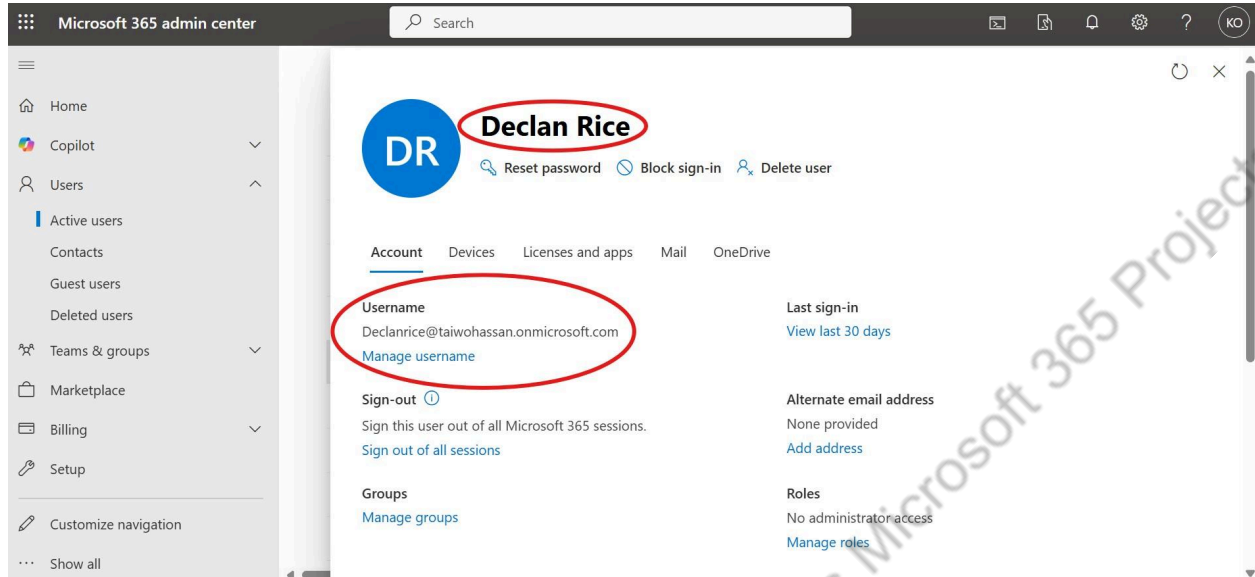 Microsoft 365 admin center
Search
KO
Home
Copilot
Users
Active users
Contacts
Guest users
Deleted users
Teams & groups
Marketplace
Billing
Setup
Customize navigation
Show all
DR
Declan Rice
Reset password Block sign-in Delete user
Account Devices Licenses and apps Mail OneDrive
Username
Declanrice@taiwohassan.onmicrosoft.com
Manage username
Last sign-in
View last 30 days
Sign-out
Sign this user out of all Microsoft 365 sessions.
Sign out of all sessions
Alternate email address
None provided
Add address
Groups
Manage groups
Roles
No administrator access
Manage roles
Microsoft 365